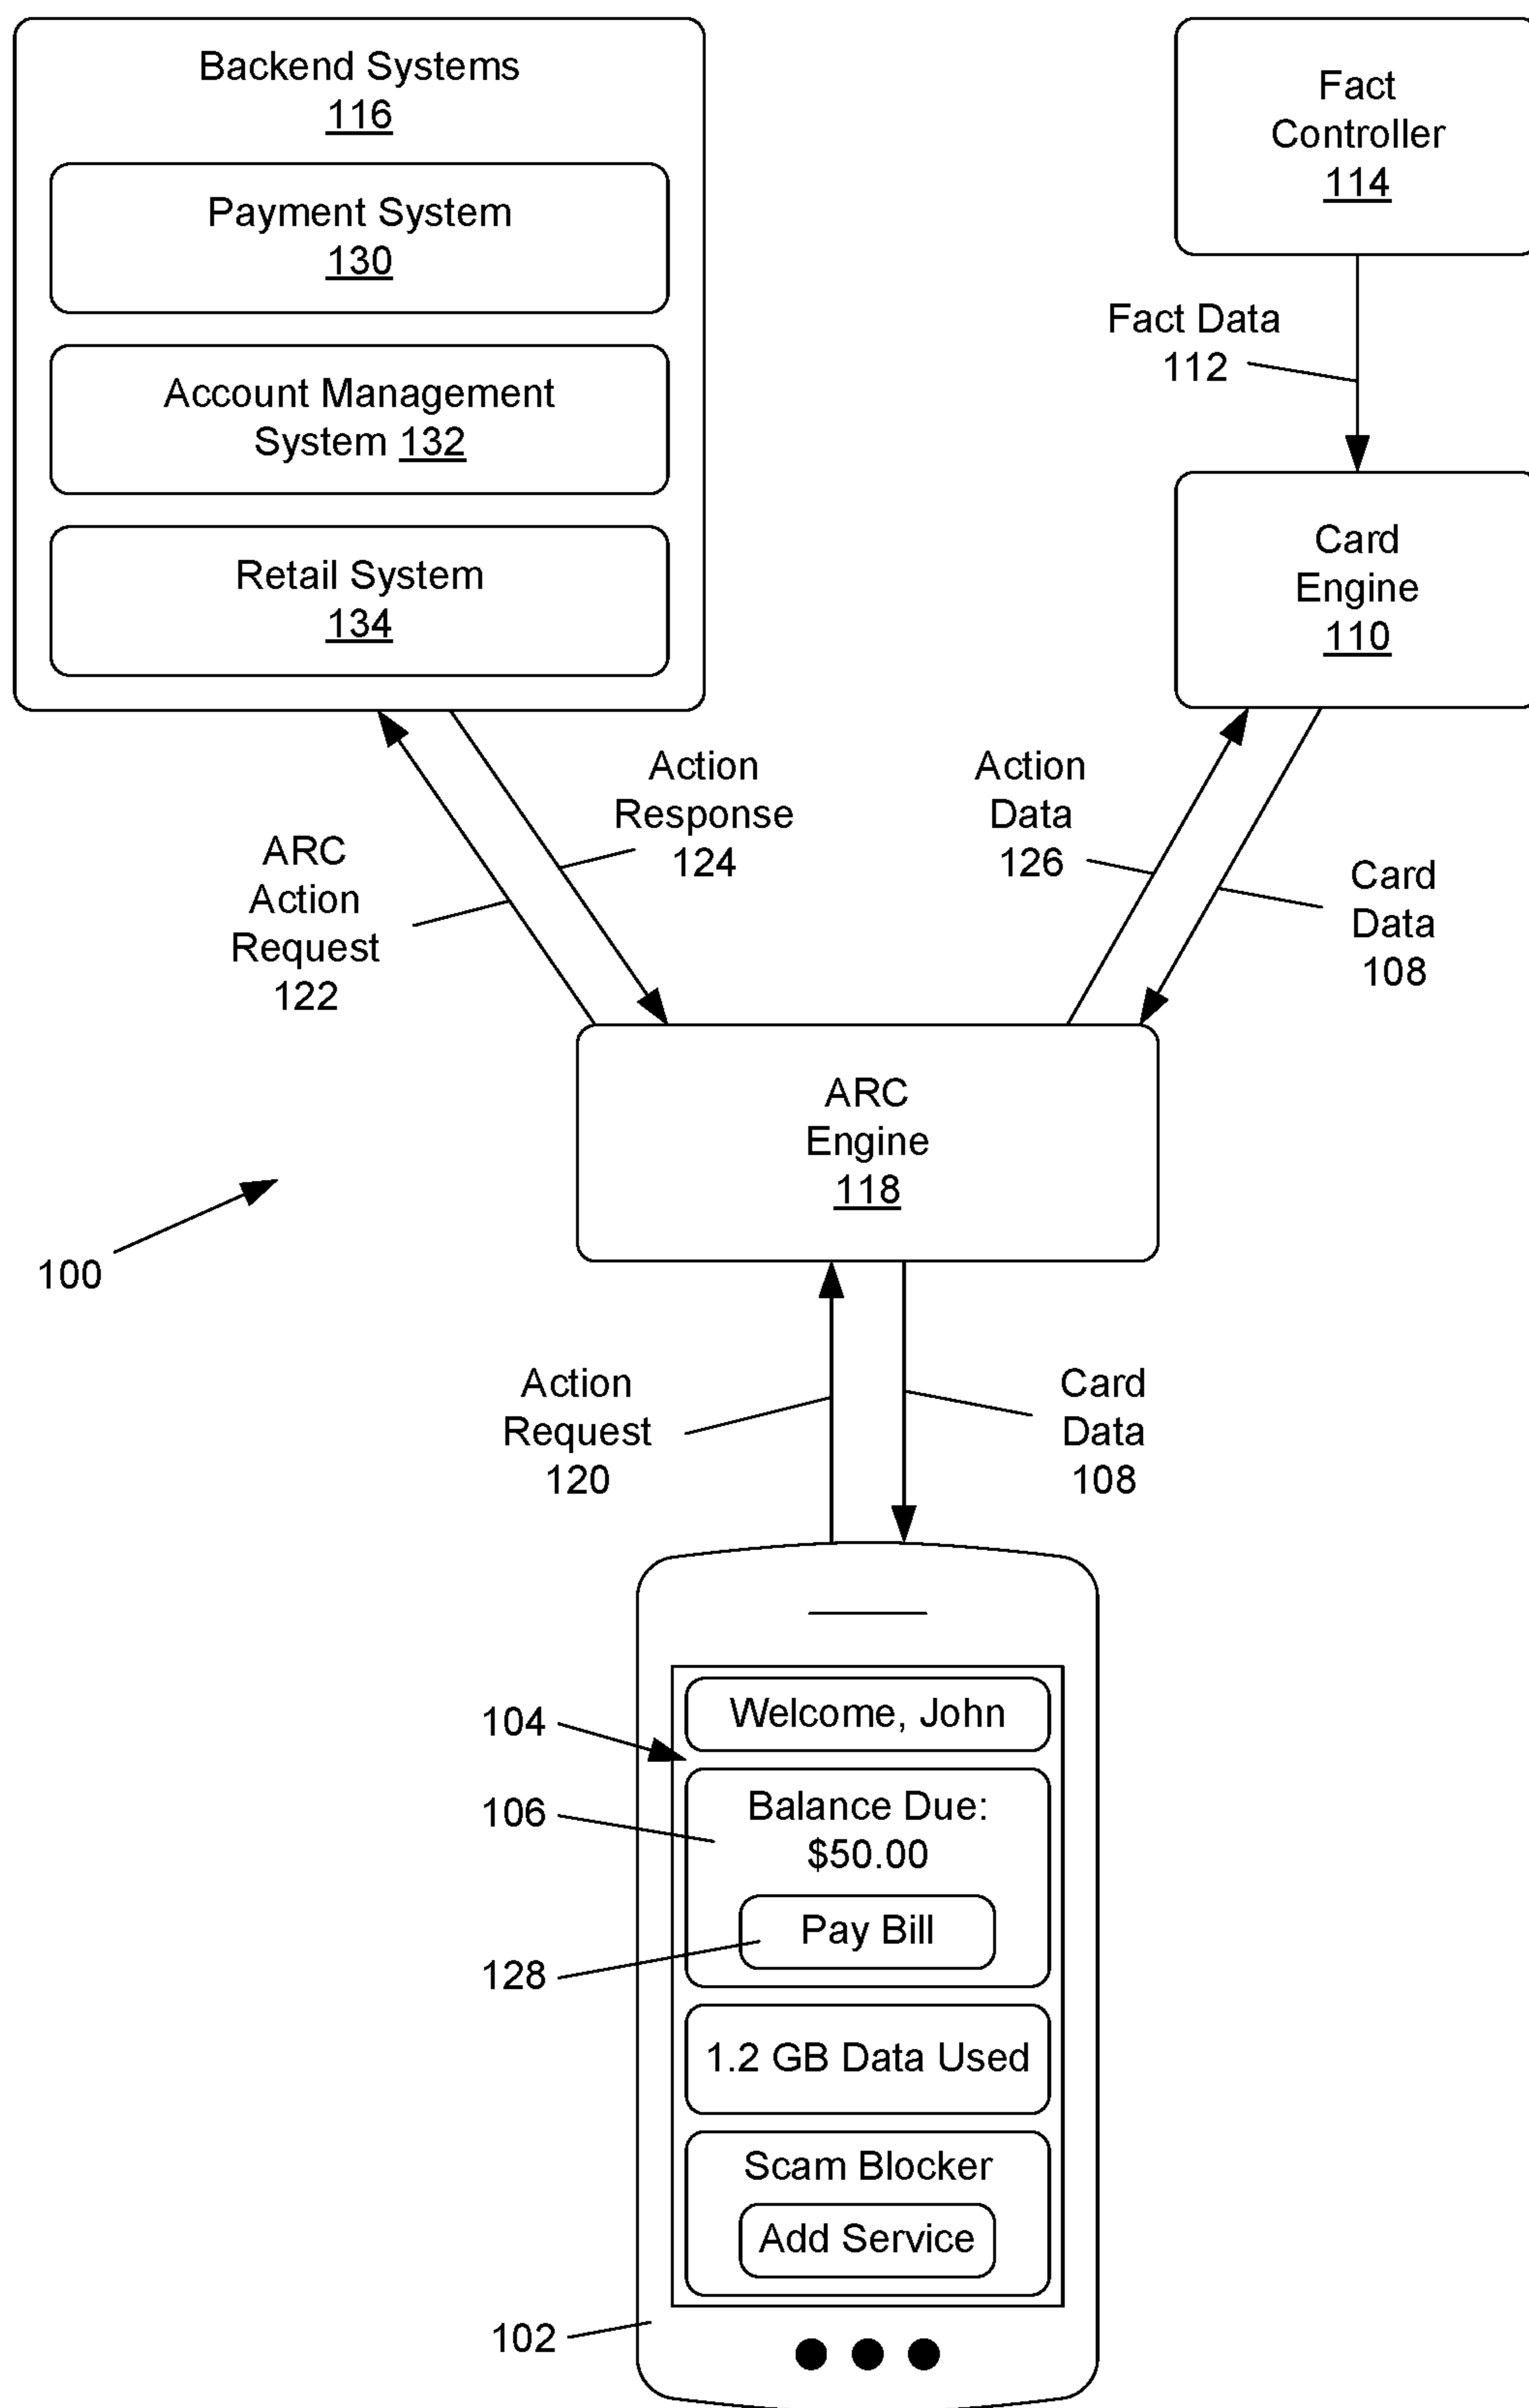 Backend Systems
116
Payment System
130
Account Management
System 132
Retail System
134
Fact
Controller
114
Fact Data
112
Card
Engine
110
ARC
Action
Request
122
Action
Response
124
Action
Data
126
Card
Data
108
ARC
Engine
118
100
Action
Request
120
Card
Data
108
104
Welcome, John
106
Balance Due:
$50.00
Pay Bill
128
1.2 GB Data Used
Scam Blocker
Add Service
102